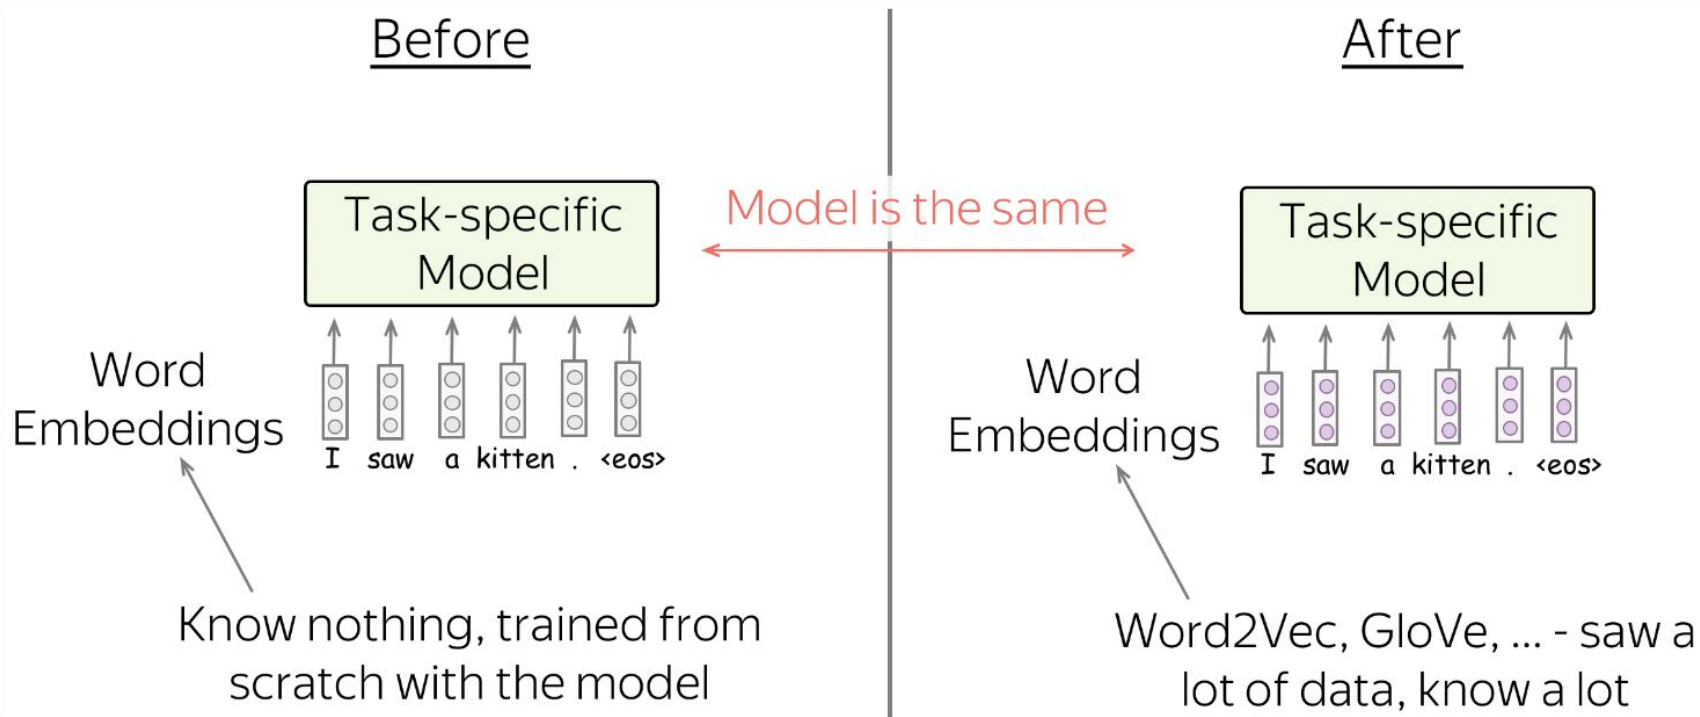 Before
Task-specific
Model
Word
Embeddings
I saw a kitten . <eos>
Know nothing, trained from
scratch with the model
Model is the same
After
Task-specific
Model
Word
Embeddings
I saw a kitten . <eos>
Word2Vec, GloVe, ... - saw a
lot of data, know a lot